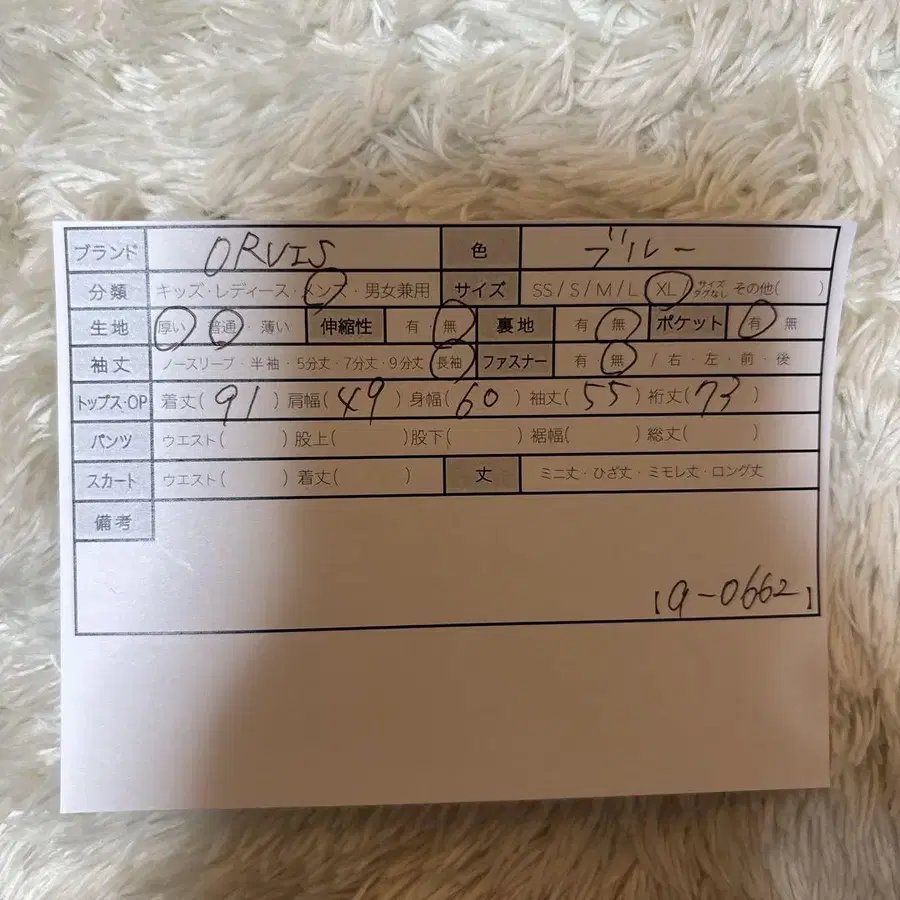 ブランド ORVIS 色 ブルー
分類 キッズ・レディース・メンズ・男女兼用 サイズ SS / S / M / L / XL / サイズタグなし その他( )
生地 厚い・普通・薄い 伸縮性 有・無 裏地 有・無 ポケット 有・無
袖丈 ノースリーブ・半袖・5分丈・7分丈・9分丈・長袖 ファスナー 有・無 / 右・左・前・後
トップス・OP 着丈( 91 ) 肩幅( 49 ) 身幅( 60 ) 袖丈( 55 ) 裄丈( 73 )
パンツ ウエスト( ) 股上( ) 股下( ) 裾幅( ) 総丈( )
スカート ウエスト( ) 着丈( ) 丈 ミニ丈・ひざ丈・ミモレ丈・ロング丈
備考
【9-0662】